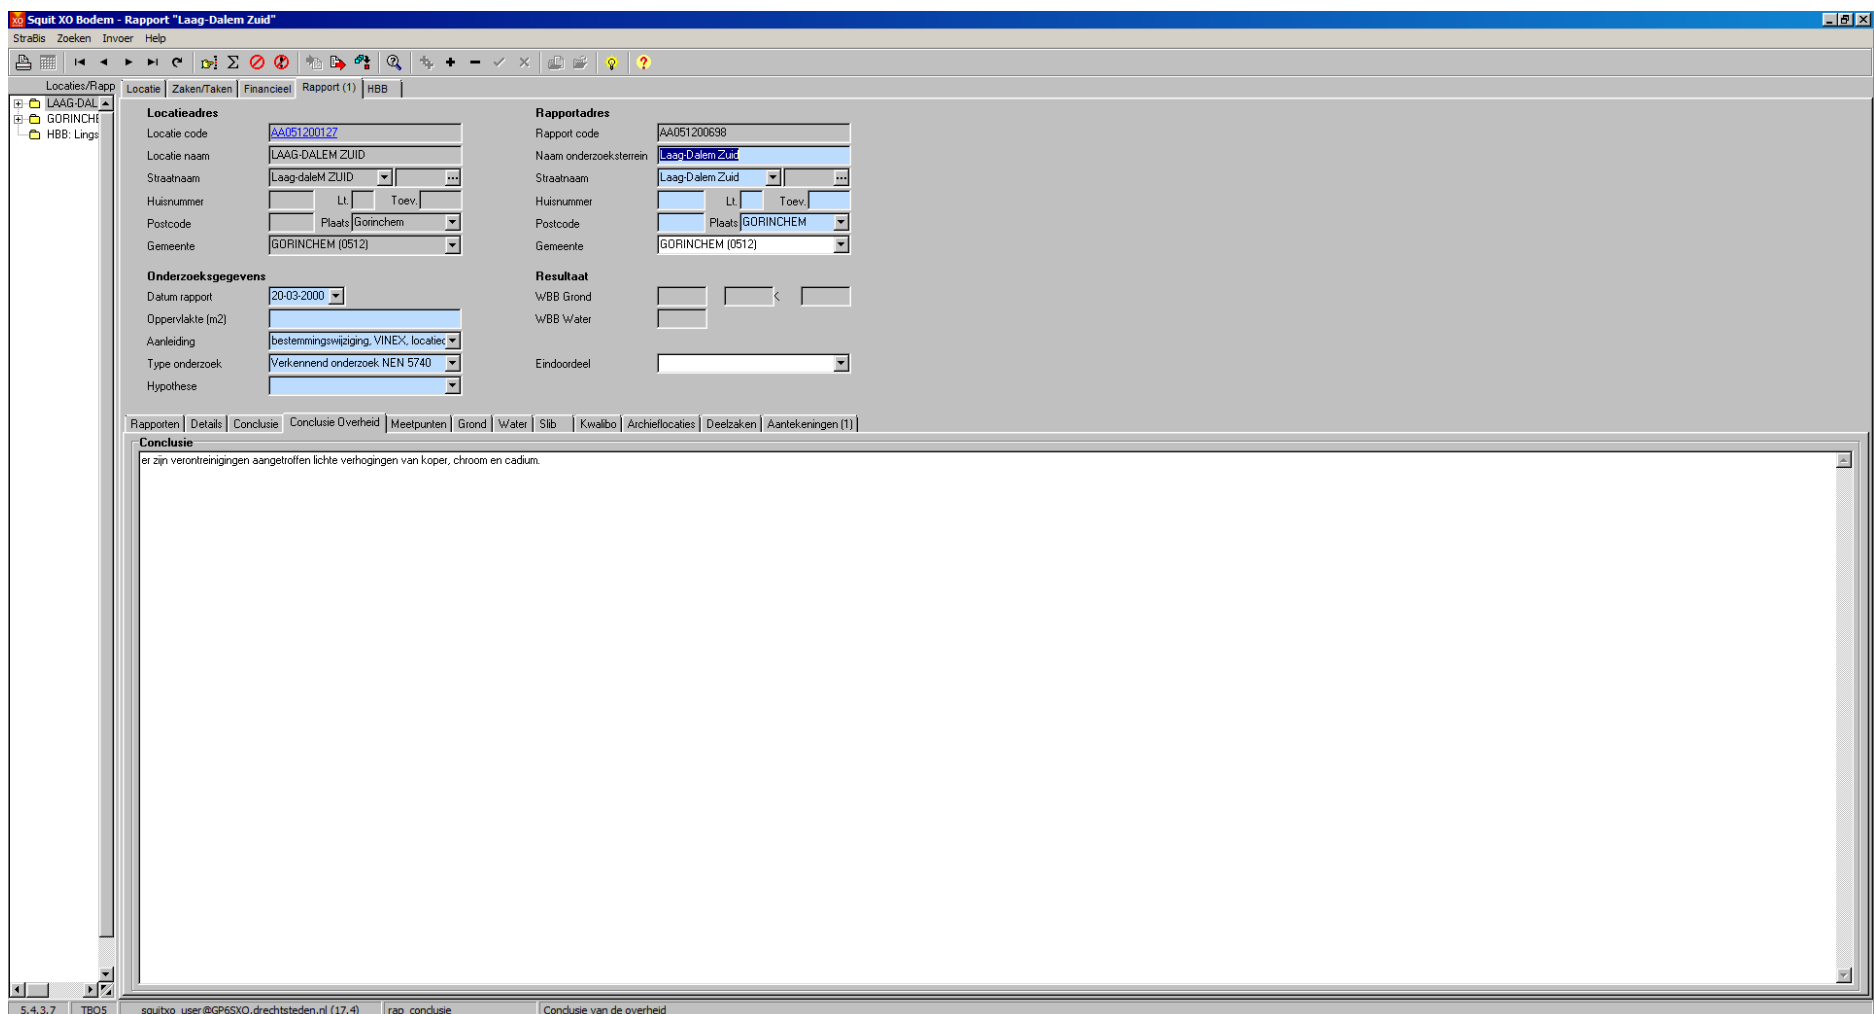 XO Squit XO Bodem - Rapport "Laag-Dalem Zuid"
StraBis Zoeken Invoer Help
Locaties/Rapp
LAAG-DAL
GORINCHE
HBB: Lings
Locatie Zaken/Taken Financieel Rapport (1) HBB
Locatieadres Rapportadres
Locatie code AA051200127 Rapport code AA051200698
Locatie naam LAAG-DALEM ZUID Naam onderzoeksterrein Laag-Dalem Zuid
Straatnaam Laag-daleM ZUID ... Straatnaam Laag-Dalem Zuid ...
Huisnummer Lt. Toev. Huisnummer Lt. Toev.
Postcode Plaats Gorinchem Postcode Plaats GORINCHEM
Gemeente GORINCHEM (0512) Gemeente GORINCHEM (0512)
Onderzoeksgegevens Resultaat
Datum rapport 20-03-2000 WBB Grond <
Oppervlakte (m2) WBB Water
Aanleiding bestemmingswijziging, VINEX, locatiec
Type onderzoek Verkennend onderzoek NEN 5740 Eindoordeel
Hypothese
Rapporten Details Conclusie Conclusie Overheid Meetpunten Grond Water Slib Kwalibo Archieflocaties Deelzaken Aantekeningen (1)
Conclusie
er zijn verontreinigingen aangetroffen lichte verhogingen van koper, chroom en cadium.
5.4.3.7 TBO5 squitxo_user@GP6SXO.drechtsteden.nl (17,4) rap_conclusie Conclusie van de overheid